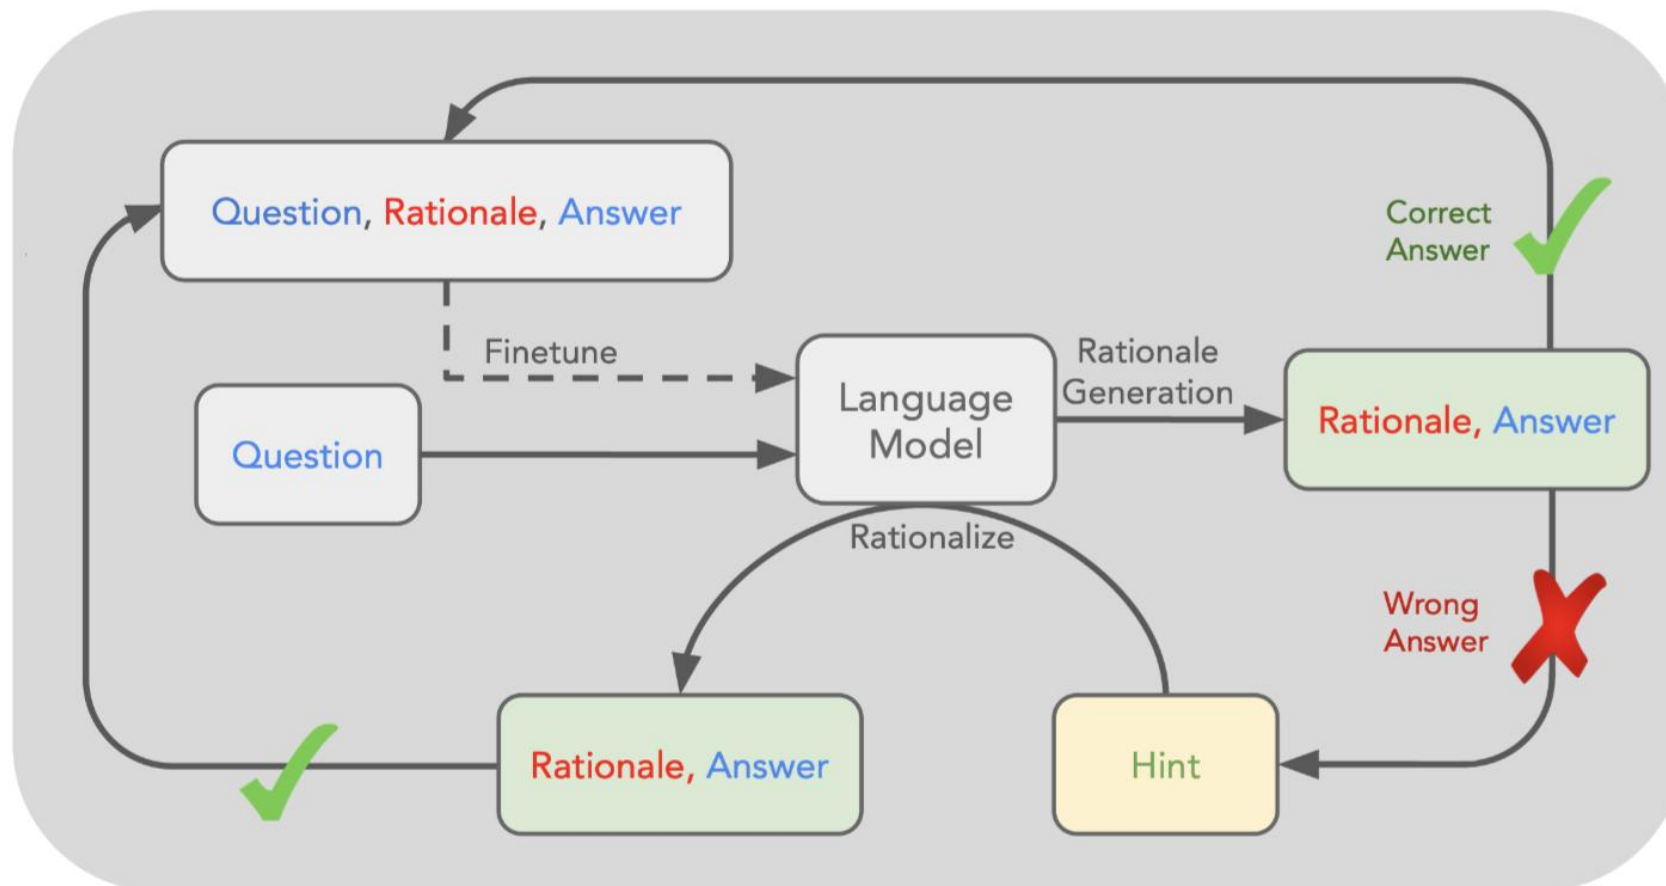 Question, Rationale, Answer
Correct
Answer
Finetune
Rationale
Generation
Language
Model
Rationale, Answer
Question
Rationalize
Wrong
Answer
Rationale, Answer
Hint